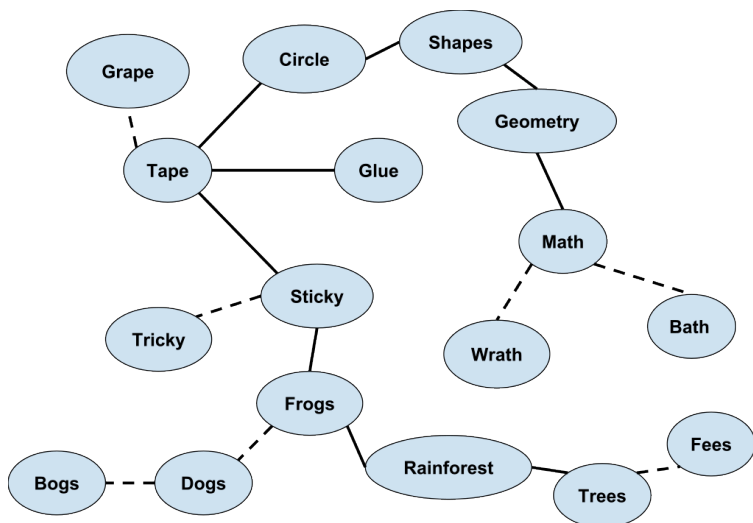 Shapes
Circle
Grape
Geometry
Tape
Glue
Math
Sticky
Bath
Tricky
Wrath
Frogs
Fees
Rainforest
Bogs
Dogs
Trees